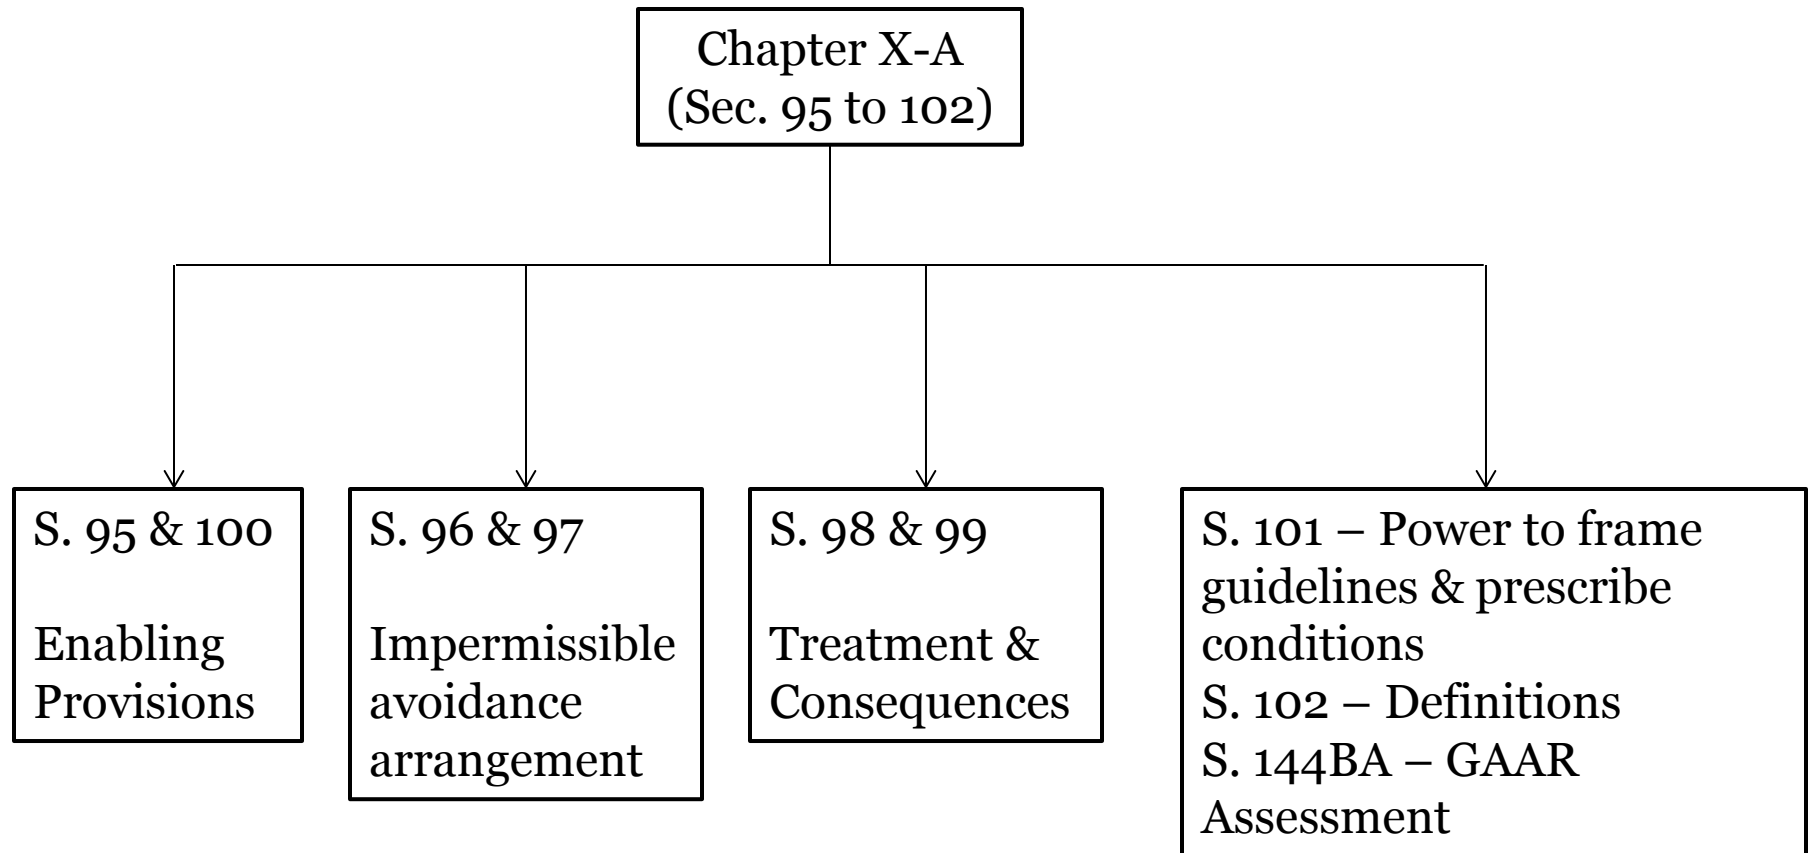 Chapter X-A
(Sec. 95 to 102)
S. 95 & 100
Enabling
Provisions
S. 96 & 97
Impermissible
avoidance
arrangement
S. 98 & 99
Treatment &
Consequences
S. 101 – Power to frame
guidelines & prescribe
conditions
S. 102 – Definitions
S. 144BA – GAAR
Assessment